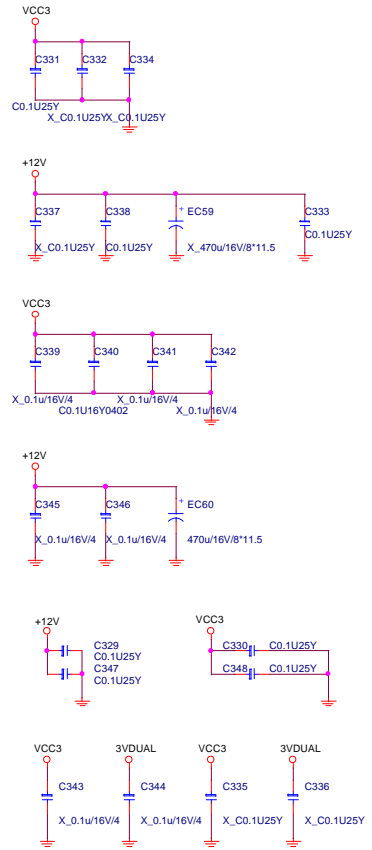 VCC3
C331 C332 C334
C0.1U25Y
X_C0.1U25Y X_C0.1U25Y
+12V
C337 C338 + EC59 C333
X_C0.1U25Y C0.1U25Y X_470u/16V/8*11.5 C0.1U25Y
VCC3
C339 C340 C341 C342
X_0.1u/16V/4 X_0.1u/16V/4
C0.1U16Y0402 X_0.1u/16V/4
+12V
C345 C346 + EC60
X_0.1u/16V/4 X_0.1u/16V/4 470u/16V/8*11.5
+12V VCC3
C329 C330 C0.1U25Y
C0.1U25Y
C347 C348 C0.1U25Y
C0.1U25Y
VCC3 3VDUAL VCC3 3VDUAL
C343 C344 C335 C336
X_0.1u/16V/4 X_0.1u/16V/4 X_C0.1U25Y X_C0.1U25Y